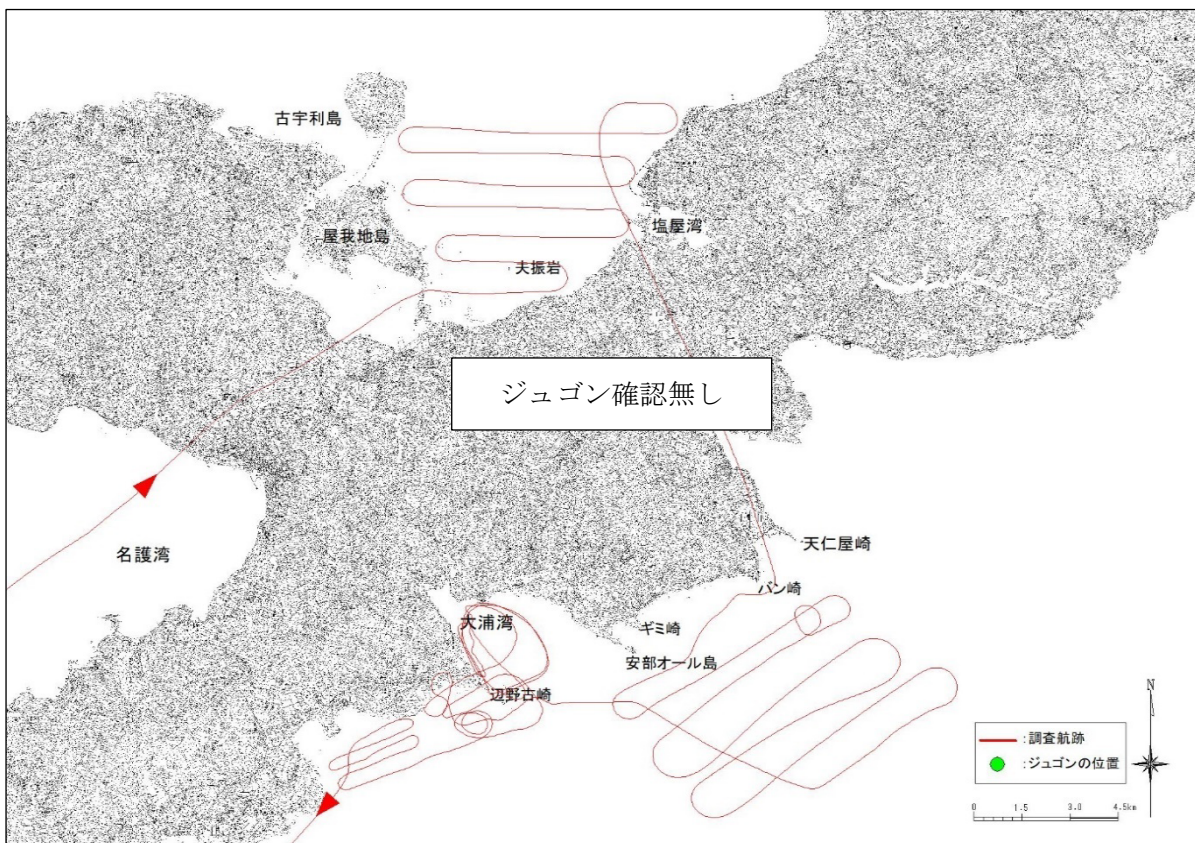 古宇利島
屋我地島
塩屋湾
夫振岩
ジュゴン確認無し
名護湾
天仁屋崎
バン崎
大浦湾
ギミ崎
安部オール島
辺野古崎
N
:調査航跡
:ジュゴンの位置
0 1.5 3.0 4.5km